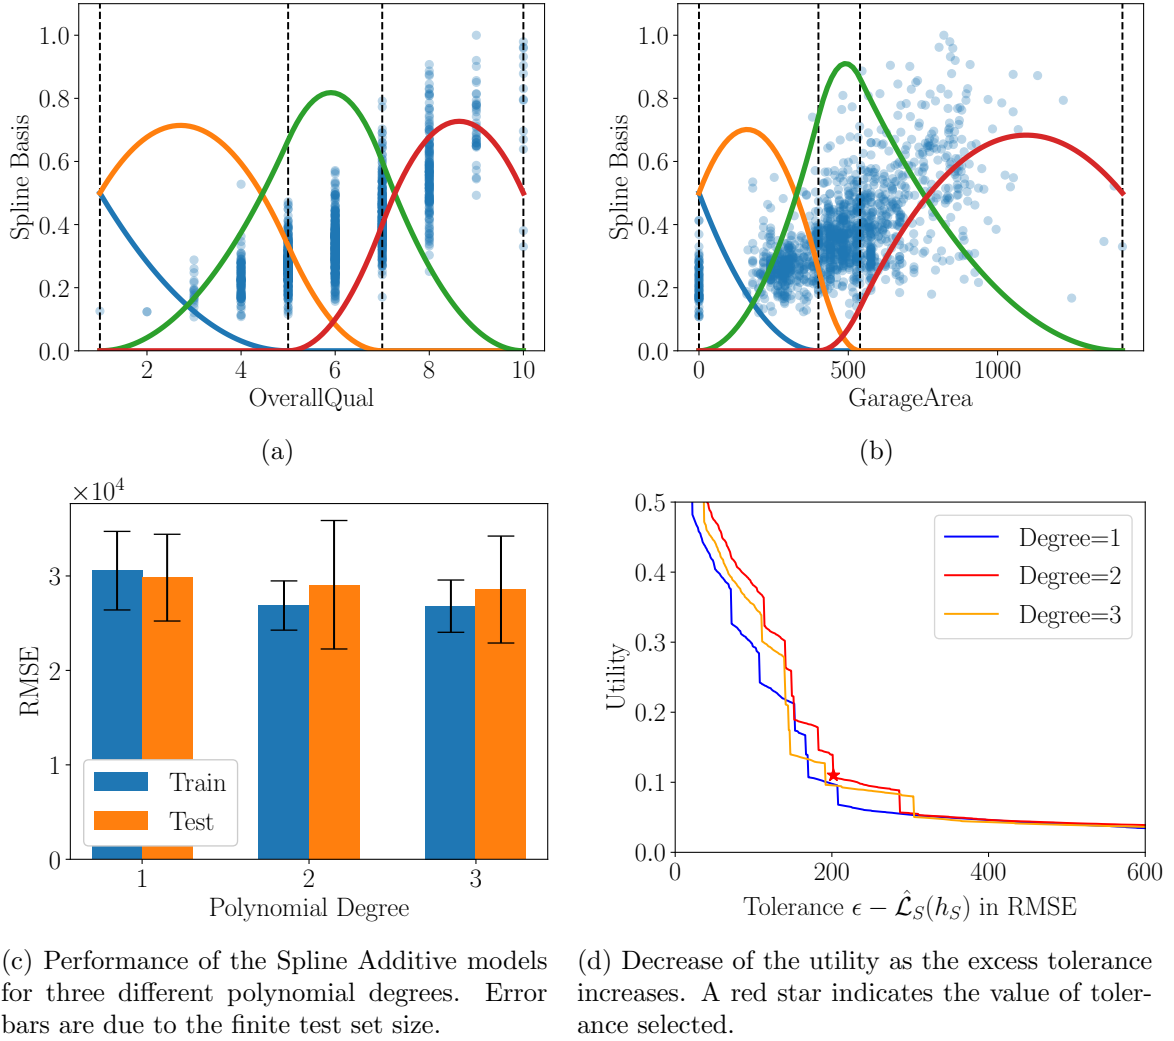 1.0
0.8
0.6
0.4
0.2
0.0
Spline Basis
2
4
6
8
10
OverallQual
(a)
1.0
0.8
0.6
0.4
0.2
0.0
Spline Basis
0
500
1000
GarageArea
(b)
×10⁴
3
2
1
0
RMSE
Train
Test
1
2
3
Polynomial Degree
0.5
0.4
0.3
0.2
0.1
0.0
Utility
Degree=1
Degree=2
Degree=3
0
200
400
600
Tolerance ϵ − 𝓛̂_S(h_S) in RMSE
(c) Performance of the Spline Additive models
for three different polynomial degrees. Error
bars are due to the finite test set size.
(d) Decrease of the utility as the excess tolerance
increases. A red star indicates the value of toler-
ance selected.